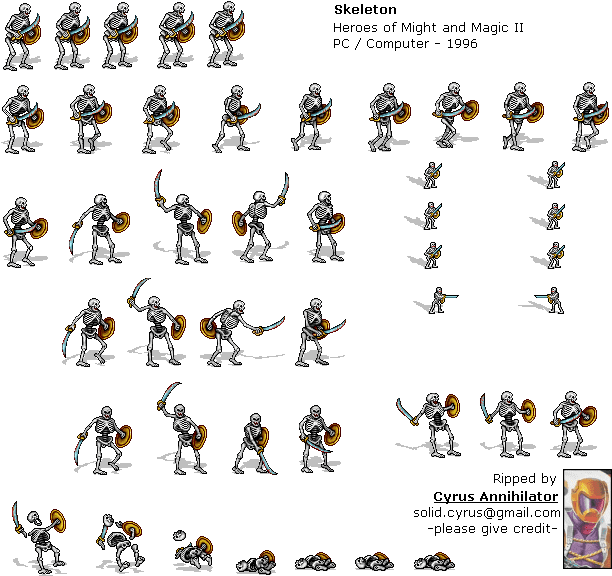 Skeleton
Heroes of Might and Magic II
PC / Computer - 1996
Ripped by
Cyrus Annihilator
solid.cyrus@gmail.com
-please give credit-